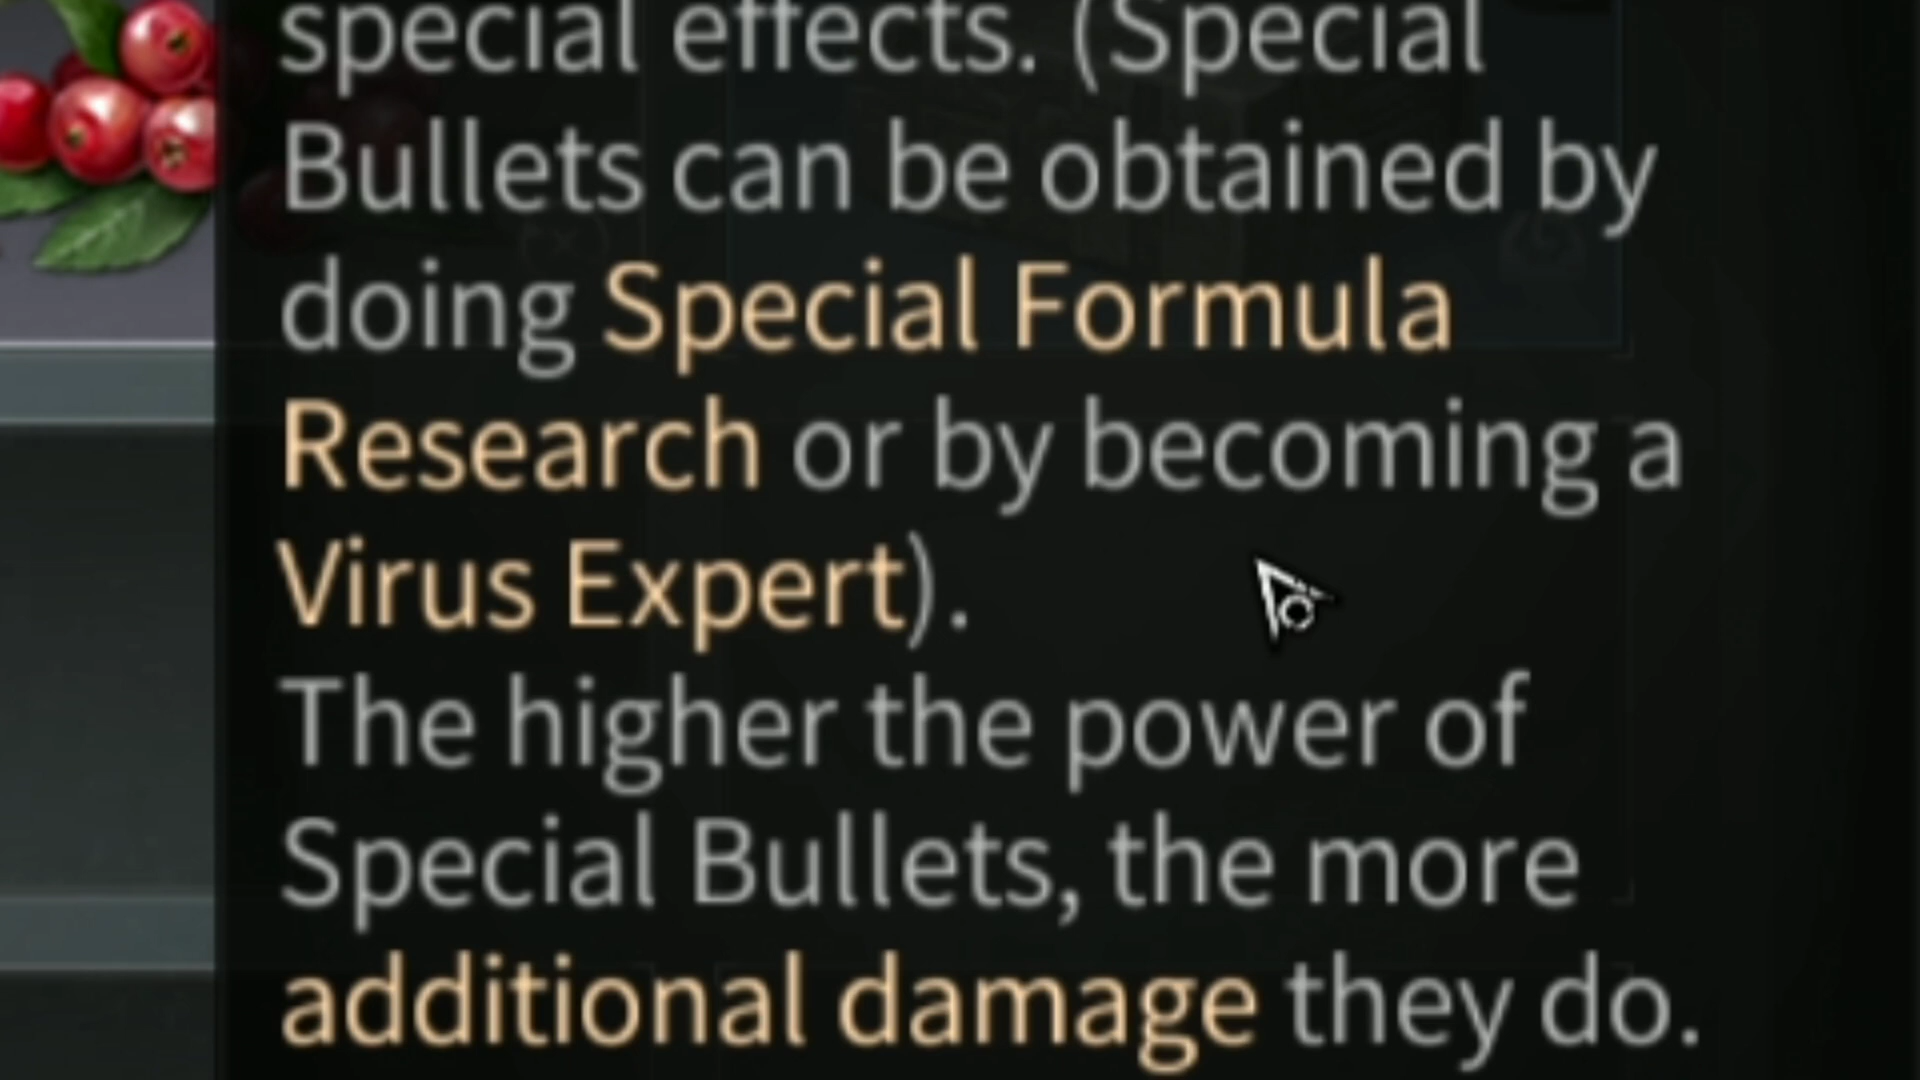 special effects. (Special
Bullets can be obtained by
doing Special Formula
Research or by becoming a
Virus Expert).
The higher the power of
Special Bullets, the more
additional damage they do.